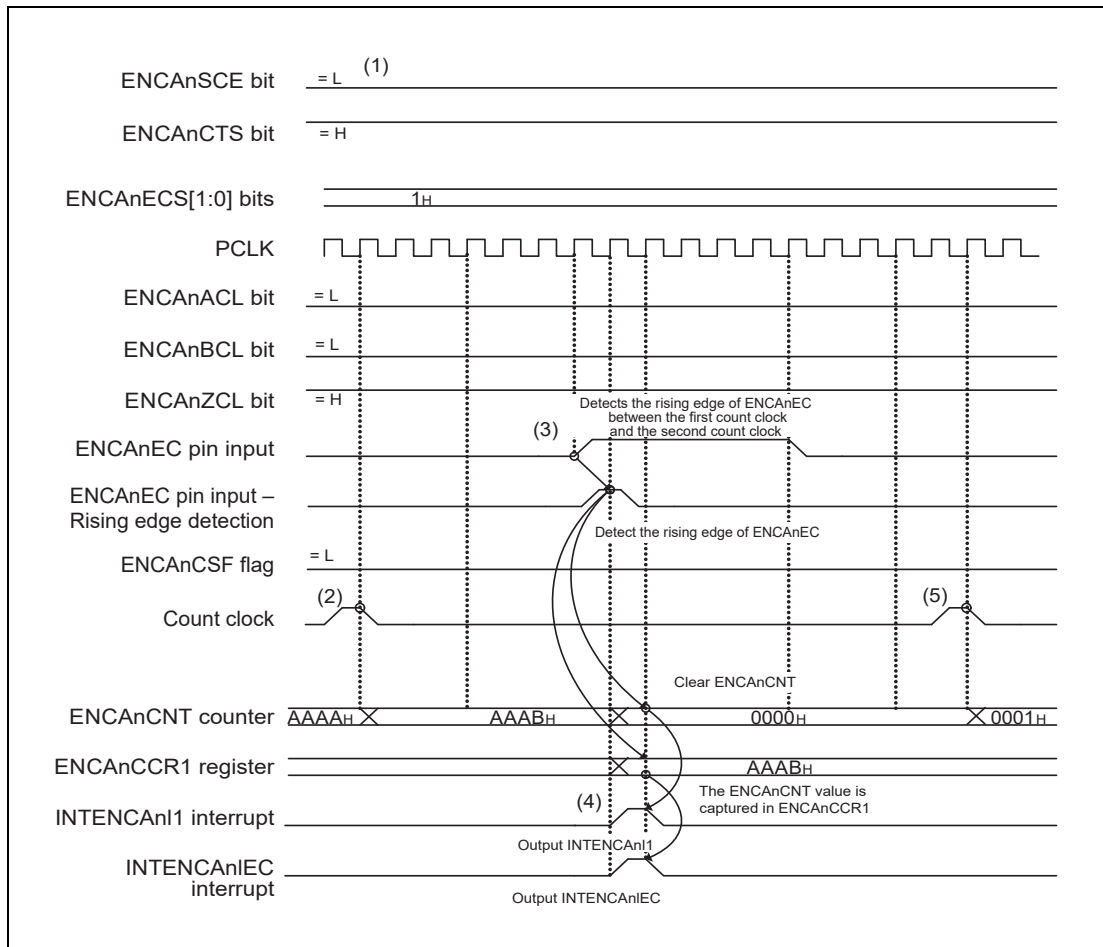 ENCAnSCE bit
= L
(1)
ENCAnCTS bit
= H
ENCAnECS[1:0] bits
1H
PCLK
ENCAnACL bit
= L
ENCAnBCL bit
= L
ENCAnZCL bit
= H
Detects the rising edge of ENCAnEC
between the first count clock
and the second count clock
(3)
ENCAnEC pin input
ENCAnEC pin input –
Rising edge detection
Detect the rising edge of ENCAnEC
ENCAnCSF flag
= L
(2)
(5)
Count clock
Clear ENCAnCNT
ENCAnCNT counter
AAAAH
AAABH
0000H
0001H
ENCAnCCR1 register
AAABH
The ENCAnCNT value is
captured in ENCAnCCR1
(4)
INTENCAnI1 interrupt
Output INTENCAnI1
INTENCAnIEC
interrupt
Output INTENCAnIEC